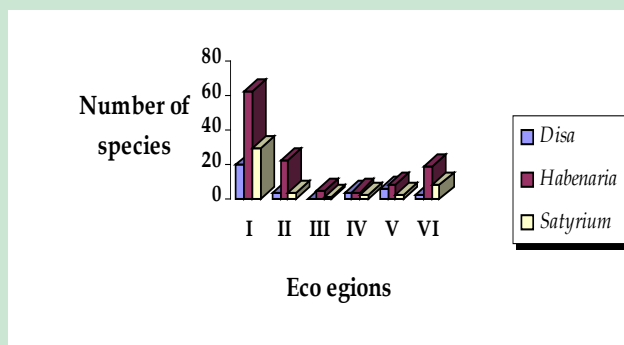 80
60
40
20
0
Number of
species
I II III IV V VI
Eco egions
Disa
Habenaria
Satyrium